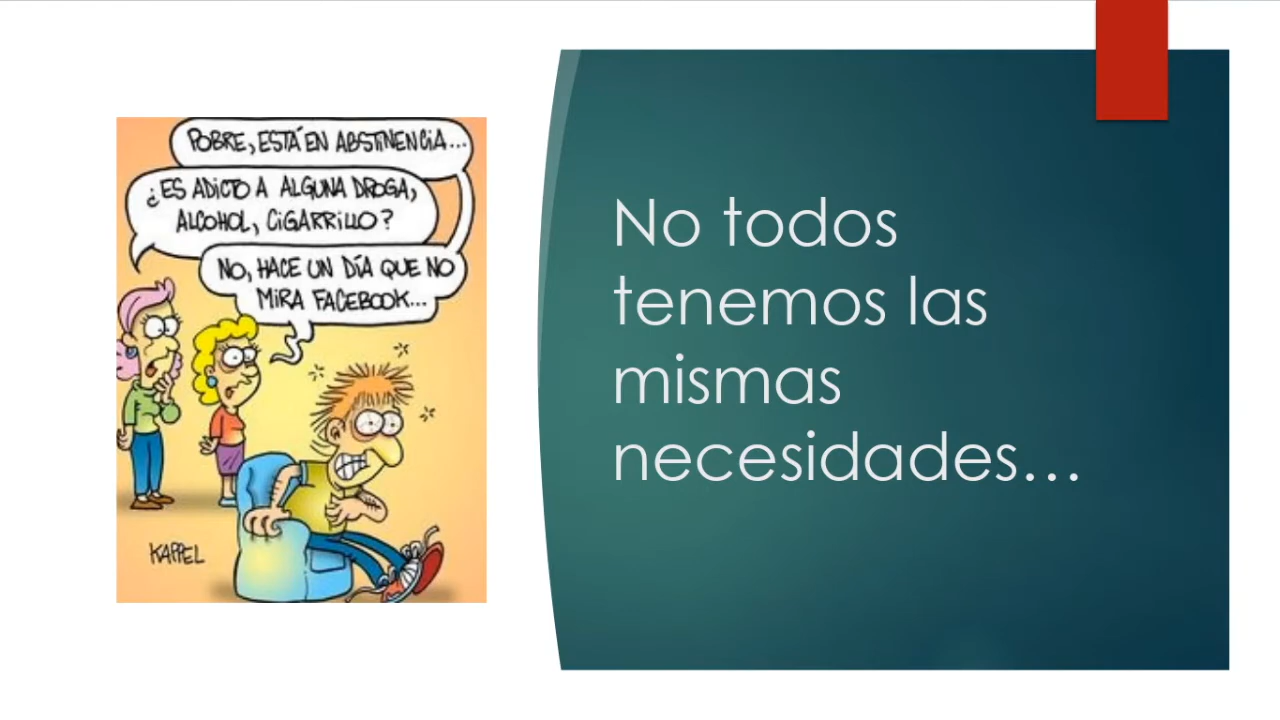 POBRE, ESTÁ EN ABSTINENCIA...
¿ES ADICTO A ALGUNA DROGA,
ALCOHOL, CIGARRILLO?
NO, HACE UN DÍA QUE NO
MIRA FACEBOOK...
KAPPEL
No todos
tenemos las
mismas
necesidades…